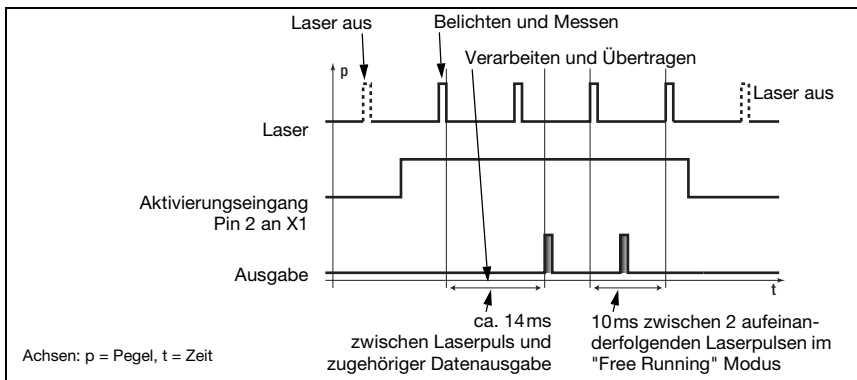 Laser aus
Belichten und Messen
Verarbeiten und Übertragen
p
Laser aus
Laser
Aktivierungseingang
Pin 2 an X1
Ausgabe
t
ca. 14ms
zwischen Laserpuls und
zugehöriger Datenausgabe
10ms zwischen 2 aufeinan-
derfolgenden Laserpulsen im
"Free Running" Modus
Achsen: p = Pegel, t = Zeit